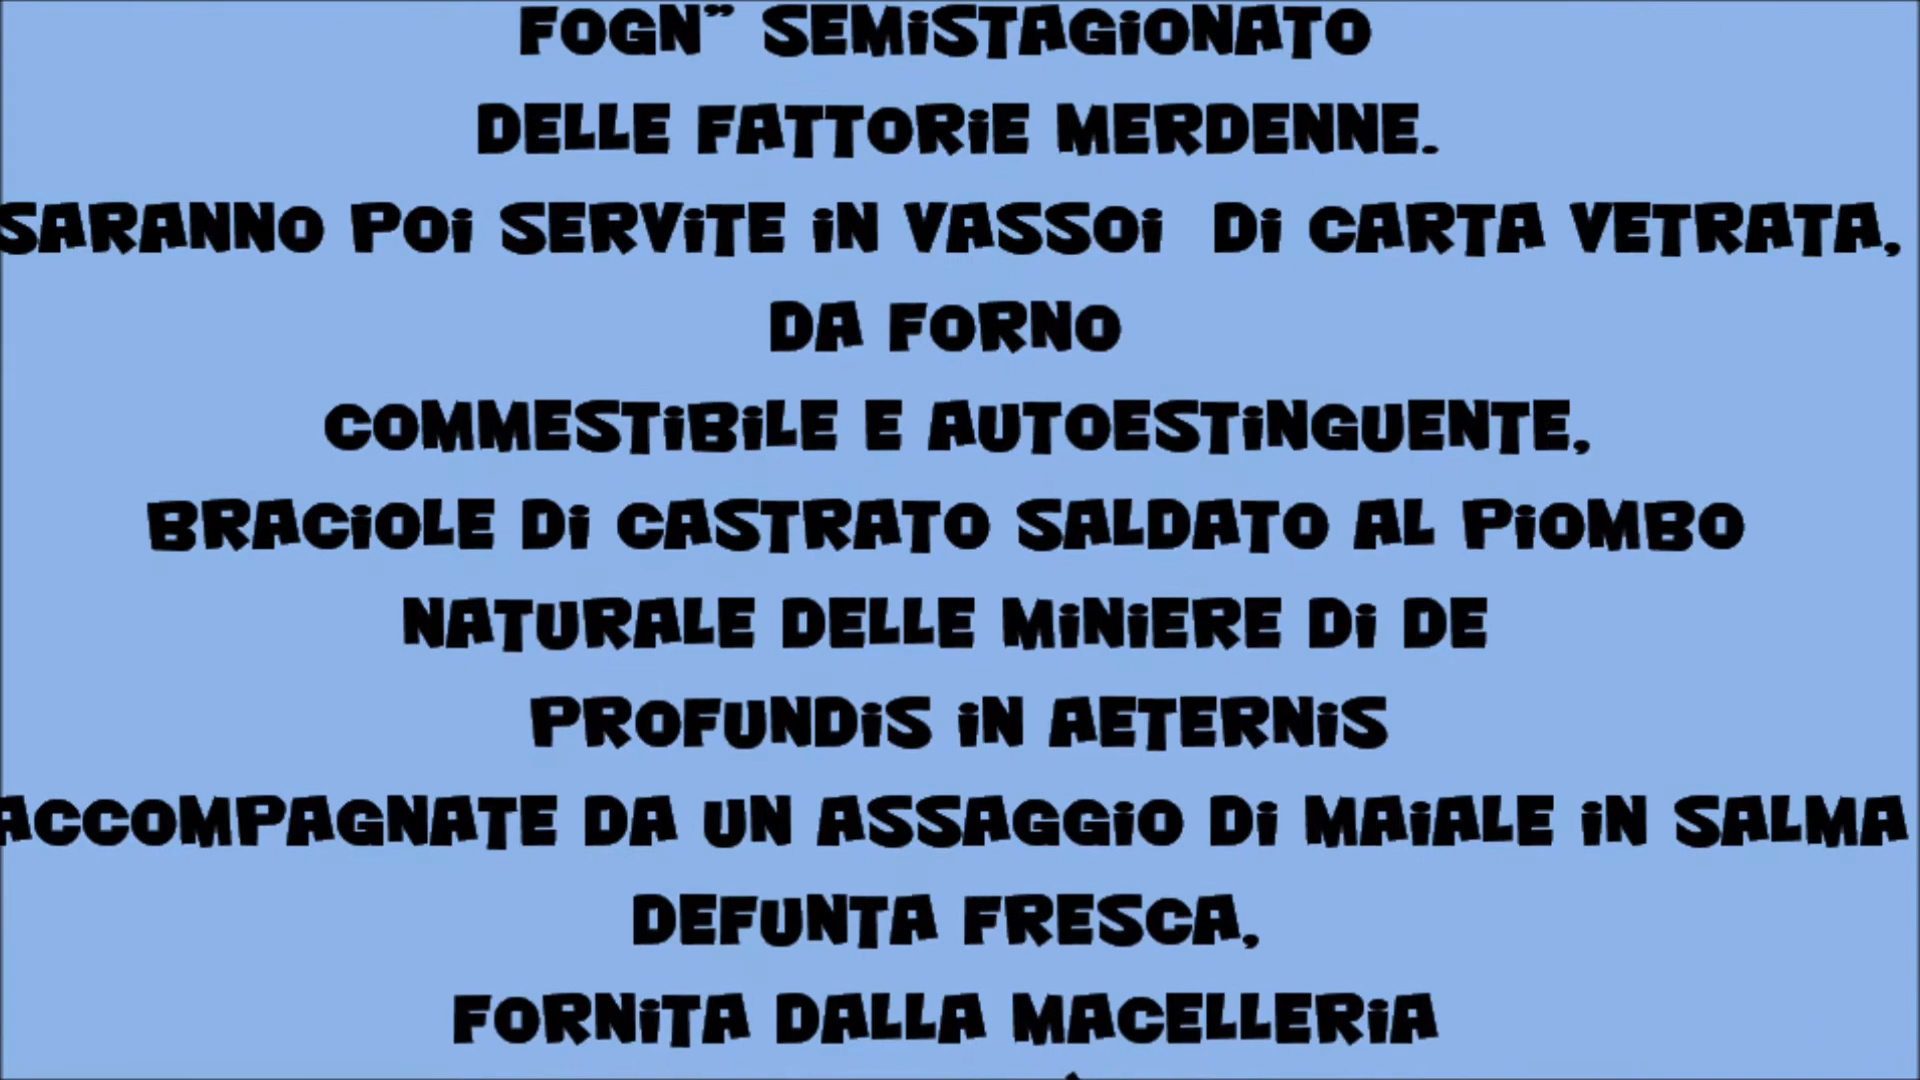 FOGN" SEMISTAGIONATO
DELLE FATTORIE MERDENNE.
SARANNO POI SERVITE IN VASSOI DI CARTA VETRATA,
DA FORNO
COMMESTIBILE E AUTOESTINGUENTE,
BRACIOLE DI CASTRATO SALDATO AL PIOMBO
NATURALE DELLE MINIERE DI DE
PROFUNDIS IN AETERNIS
ACCOMPAGNATE DA UN ASSAGGIO DI MAIALE IN SALMA
DEFUNTA FRESCA,
FORNITA DALLA MACELLERIA